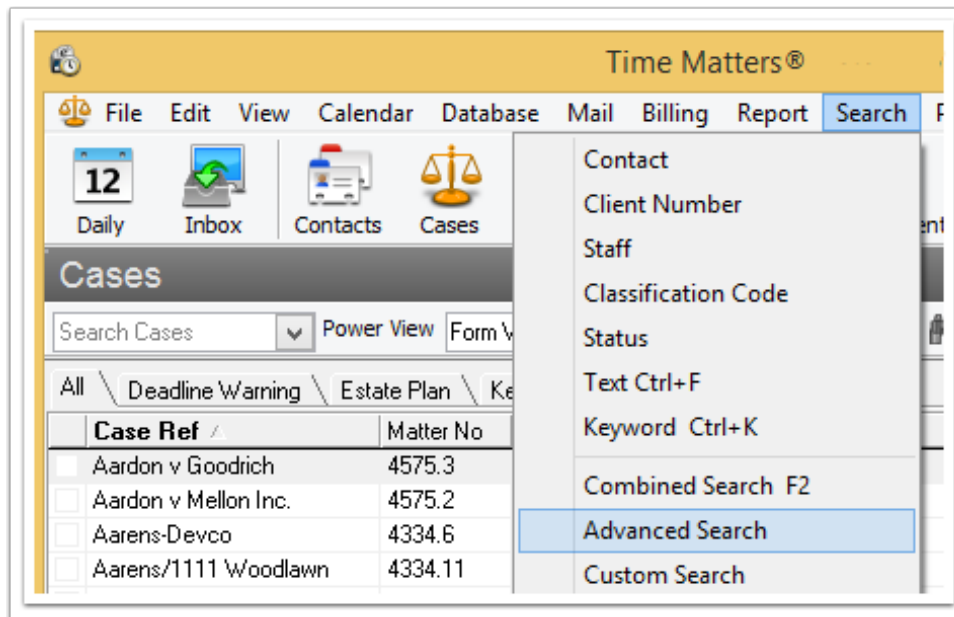 Time Matters®
File Edit View Calendar Database Mail Billing Report Search
12
Daily Inbox Contacts Cases
Contact
Client Number
Staff
Classification Code
Status
Text Ctrl+F
Keyword Ctrl+K
Combined Search F2
Advanced Search
Custom Search
Cases
Search Cases Power View Form
All Deadline Warning Estate Plan
Case Ref Matter No
Aardon v Goodrich 4575.3
Aardon v Mellon Inc. 4575.2
Aarens-Devco 4334.6
Aarens/1111 Woodlawn 4334.11